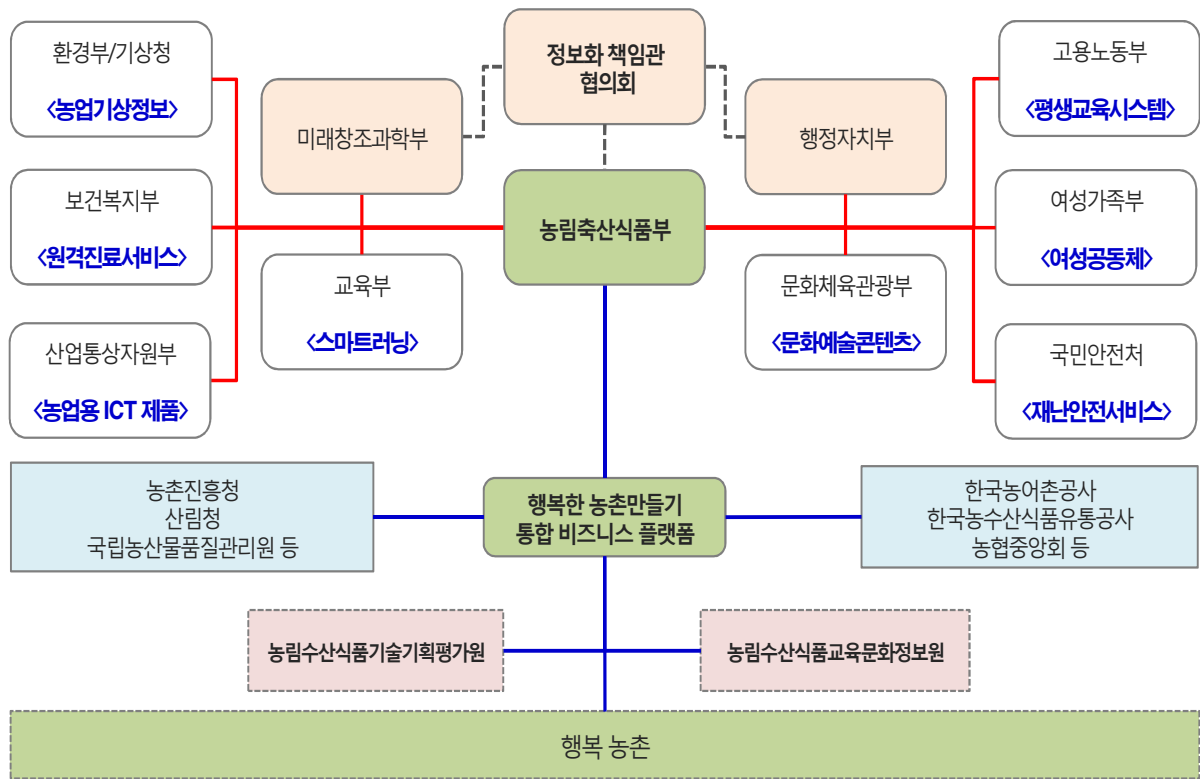 환경부/기상청
<농업기상정보>
정보화 책임관
협의회
고용노동부
<평생교육시스템>
미래창조과학부
행정자치부
보건복지부
<원격진료서비스>
농림축산식품부
여성가족부
<여성공동체>
교육부
<스마트러닝>
문화체육관광부
<문화예술콘텐츠>
산업통상자원부
<농업용 ICT 제품>
국민안전처
<재난안전서비스>
농촌진흥청
산림청
국립농산물품질관리원 등
행복한 농촌만들기
통합 비즈니스 플랫폼
한국농어촌공사
한국농수산식품유통공사
농협중앙회 등
농림수산식품기술기획평가원
농림수산식품교육문화정보원
행복 농촌